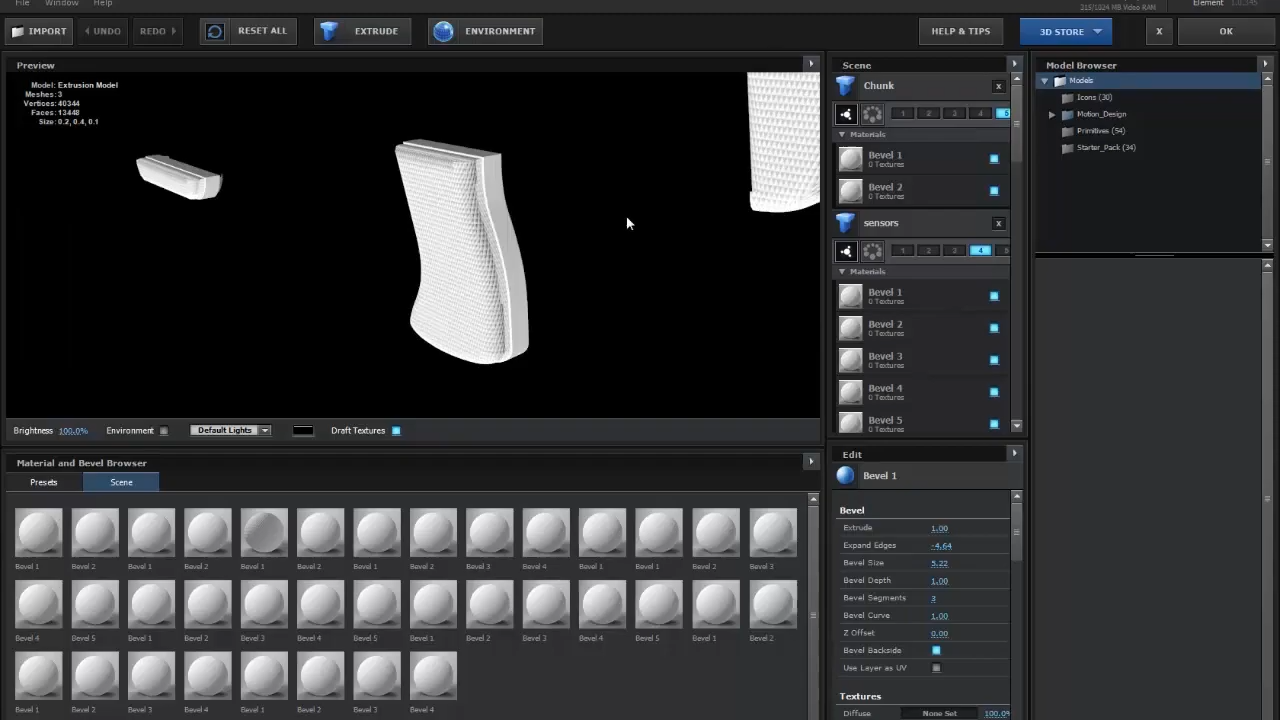 File Window Help
317/1024 MB Video RAM
Element 1.0.345
IMPORT UNDO REDO RESET ALL EXTRUDE ENVIRONMENT HELP & TIPS 3D STORE X OK
Preview
Model: Extrusion Model
Meshes: 3
Vertices: 40344
Faces: 13448
Size: 0.2, 0.4, 0.1
Brightness 100.0% Environment Default Lights Draft Textures
Material and Bevel Browser
Presets Scene
Bevel 1 Bevel 2 Bevel 3 Bevel 4 Bevel 1 Bevel 2 Bevel 1 Bevel 2 Bevel 3 Bevel 4 Bevel 1 Bevel 1 Bevel 2 Bevel 3
Bevel 4 Bevel 5 Bevel 1 Bevel 2 Bevel 3 Bevel 4 Bevel 5 Bevel 1 Bevel 2 Bevel 3 Bevel 4 Bevel 5 Bevel 1 Bevel 2
Bevel 1 Bevel 2 Bevel 3 Bevel 4 Bevel 1 Bevel 2 Bevel 3 Bevel 4
Scene
Chunk x
1 2 3 4 5
Materials
Bevel 1
0 Textures
Bevel 2
0 Textures
sensors x
1 2 3 4 5
Materials
Bevel 1
0 Textures
Bevel 2
0 Textures
Bevel 3
0 Textures
Bevel 4
0 Textures
Bevel 5
0 Textures
Edit
Bevel 1
Bevel
Extrude 1.00
Expand Edges -4.64
Bevel Size 5.22
Bevel Depth 1.00
Bevel Segments 3
Bevel Curve 1.00
Z Offset 0.00
Bevel Backside
Use Layer as UV
Textures
Diffuse None Set 100.0%
Model Browser
Models
Icons (30)
Motion_Design
Primitives (54)
Starter_Pack (34)